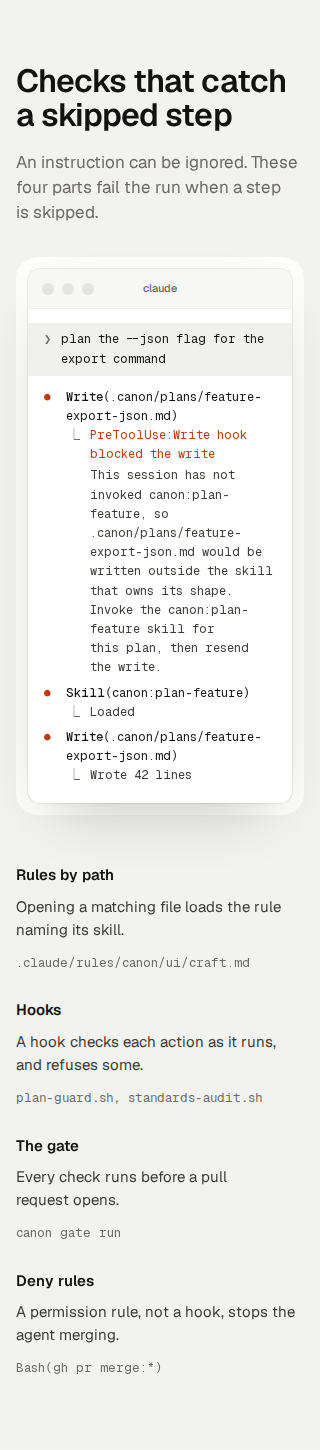 Checks that catch
a skipped step
An instruction can be ignored. These
four parts fail the run when a step
is skipped.
claude
❯ plan the --json flag for the
export command
● Write(.canon/plans/feature-
export-json.md)
⎿ PreToolUse:Write hook
blocked the write
This session has not
invoked canon:plan-
feature, so
.canon/plans/feature-
export-json.md would be
written outside the skill
that owns its shape.
Invoke the canon:plan-
feature skill for
this plan, then resend
the write.
● Skill(canon:plan-feature)
⎿ Loaded
● Write(.canon/plans/feature-
export-json.md)
⎿ Wrote 42 lines
Rules by path
Opening a matching file loads the rule
naming its skill.
.claude/rules/canon/ui/craft.md
Hooks
A hook checks each action as it runs,
and refuses some.
plan-guard.sh, standards-audit.sh
The gate
Every check runs before a pull
request opens.
canon gate run
Deny rules
A permission rule, not a hook, stops the
agent merging.
Bash(gh pr merge:*)